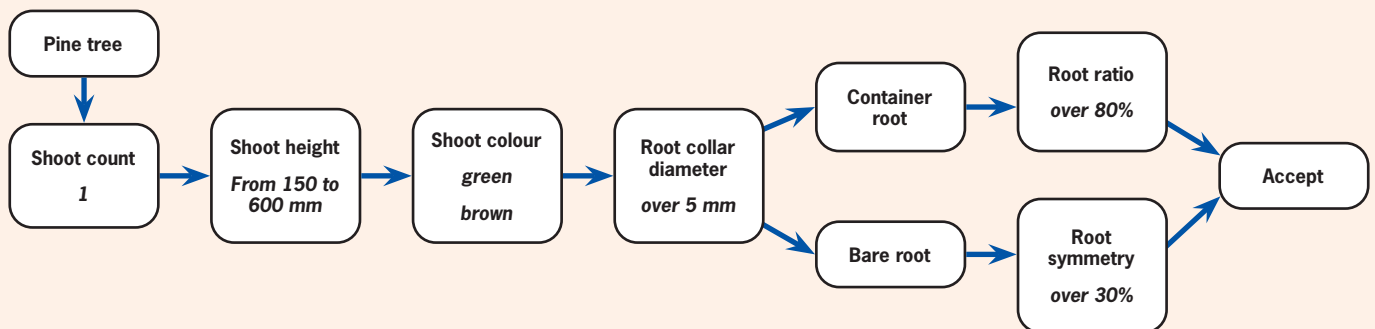 Pine tree
Shoot count
1
Shoot height
From 150 to
600 mm
Shoot colour
green
brown
Root collar
diameter
over 5 mm
Container
root
Root ratio
over 80%
Bare root
Root
symmetry
over 30%
Accept